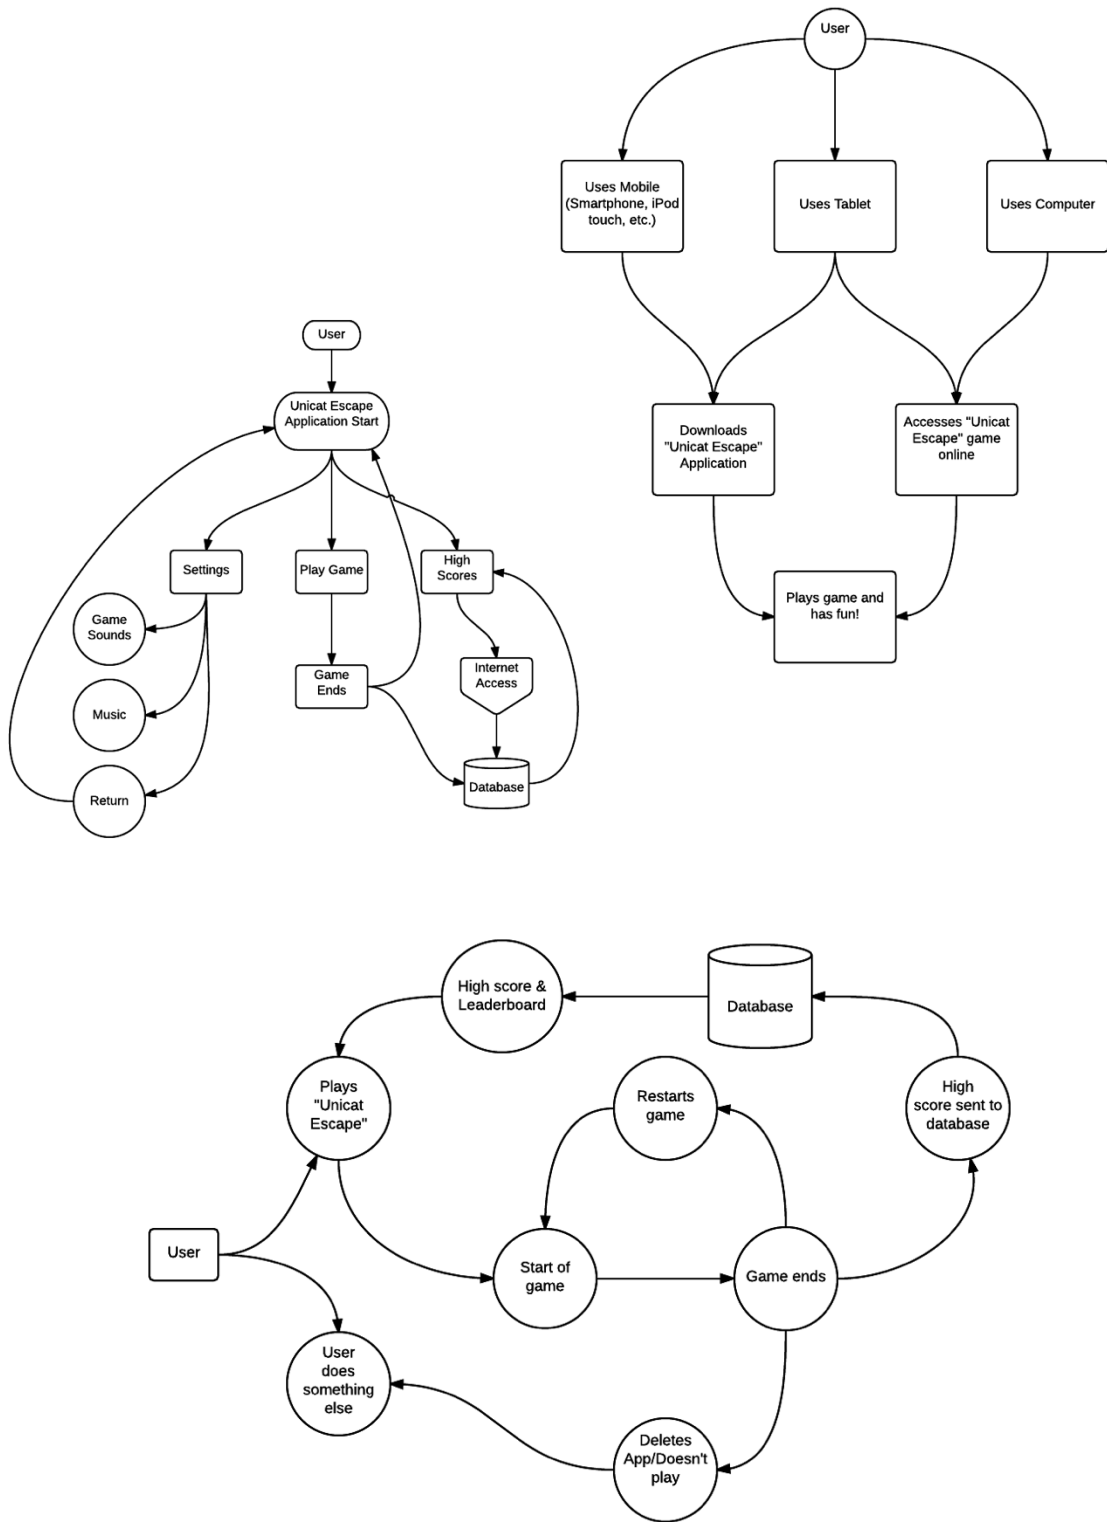 User
Uses Mobile
(Smartphone, iPod
touch, etc.)
Uses Tablet
Uses Computer
Downloads
"Unicat Escape"
Application
Accesses "Unicat
Escape" game
online
Plays game and
has fun!
User
Unicat Escape
Application Start
Settings
Play Game
High
Scores
Game
Sounds
Music
Return
Game
Ends
Internet
Access
Database
High score &
Leaderboard
Database
Plays
"Unicat
Escape"
Restarts
game
High
score sent to
database
User
Start of
game
Game ends
User
does
something
else
Deletes
App/Doesn't
play